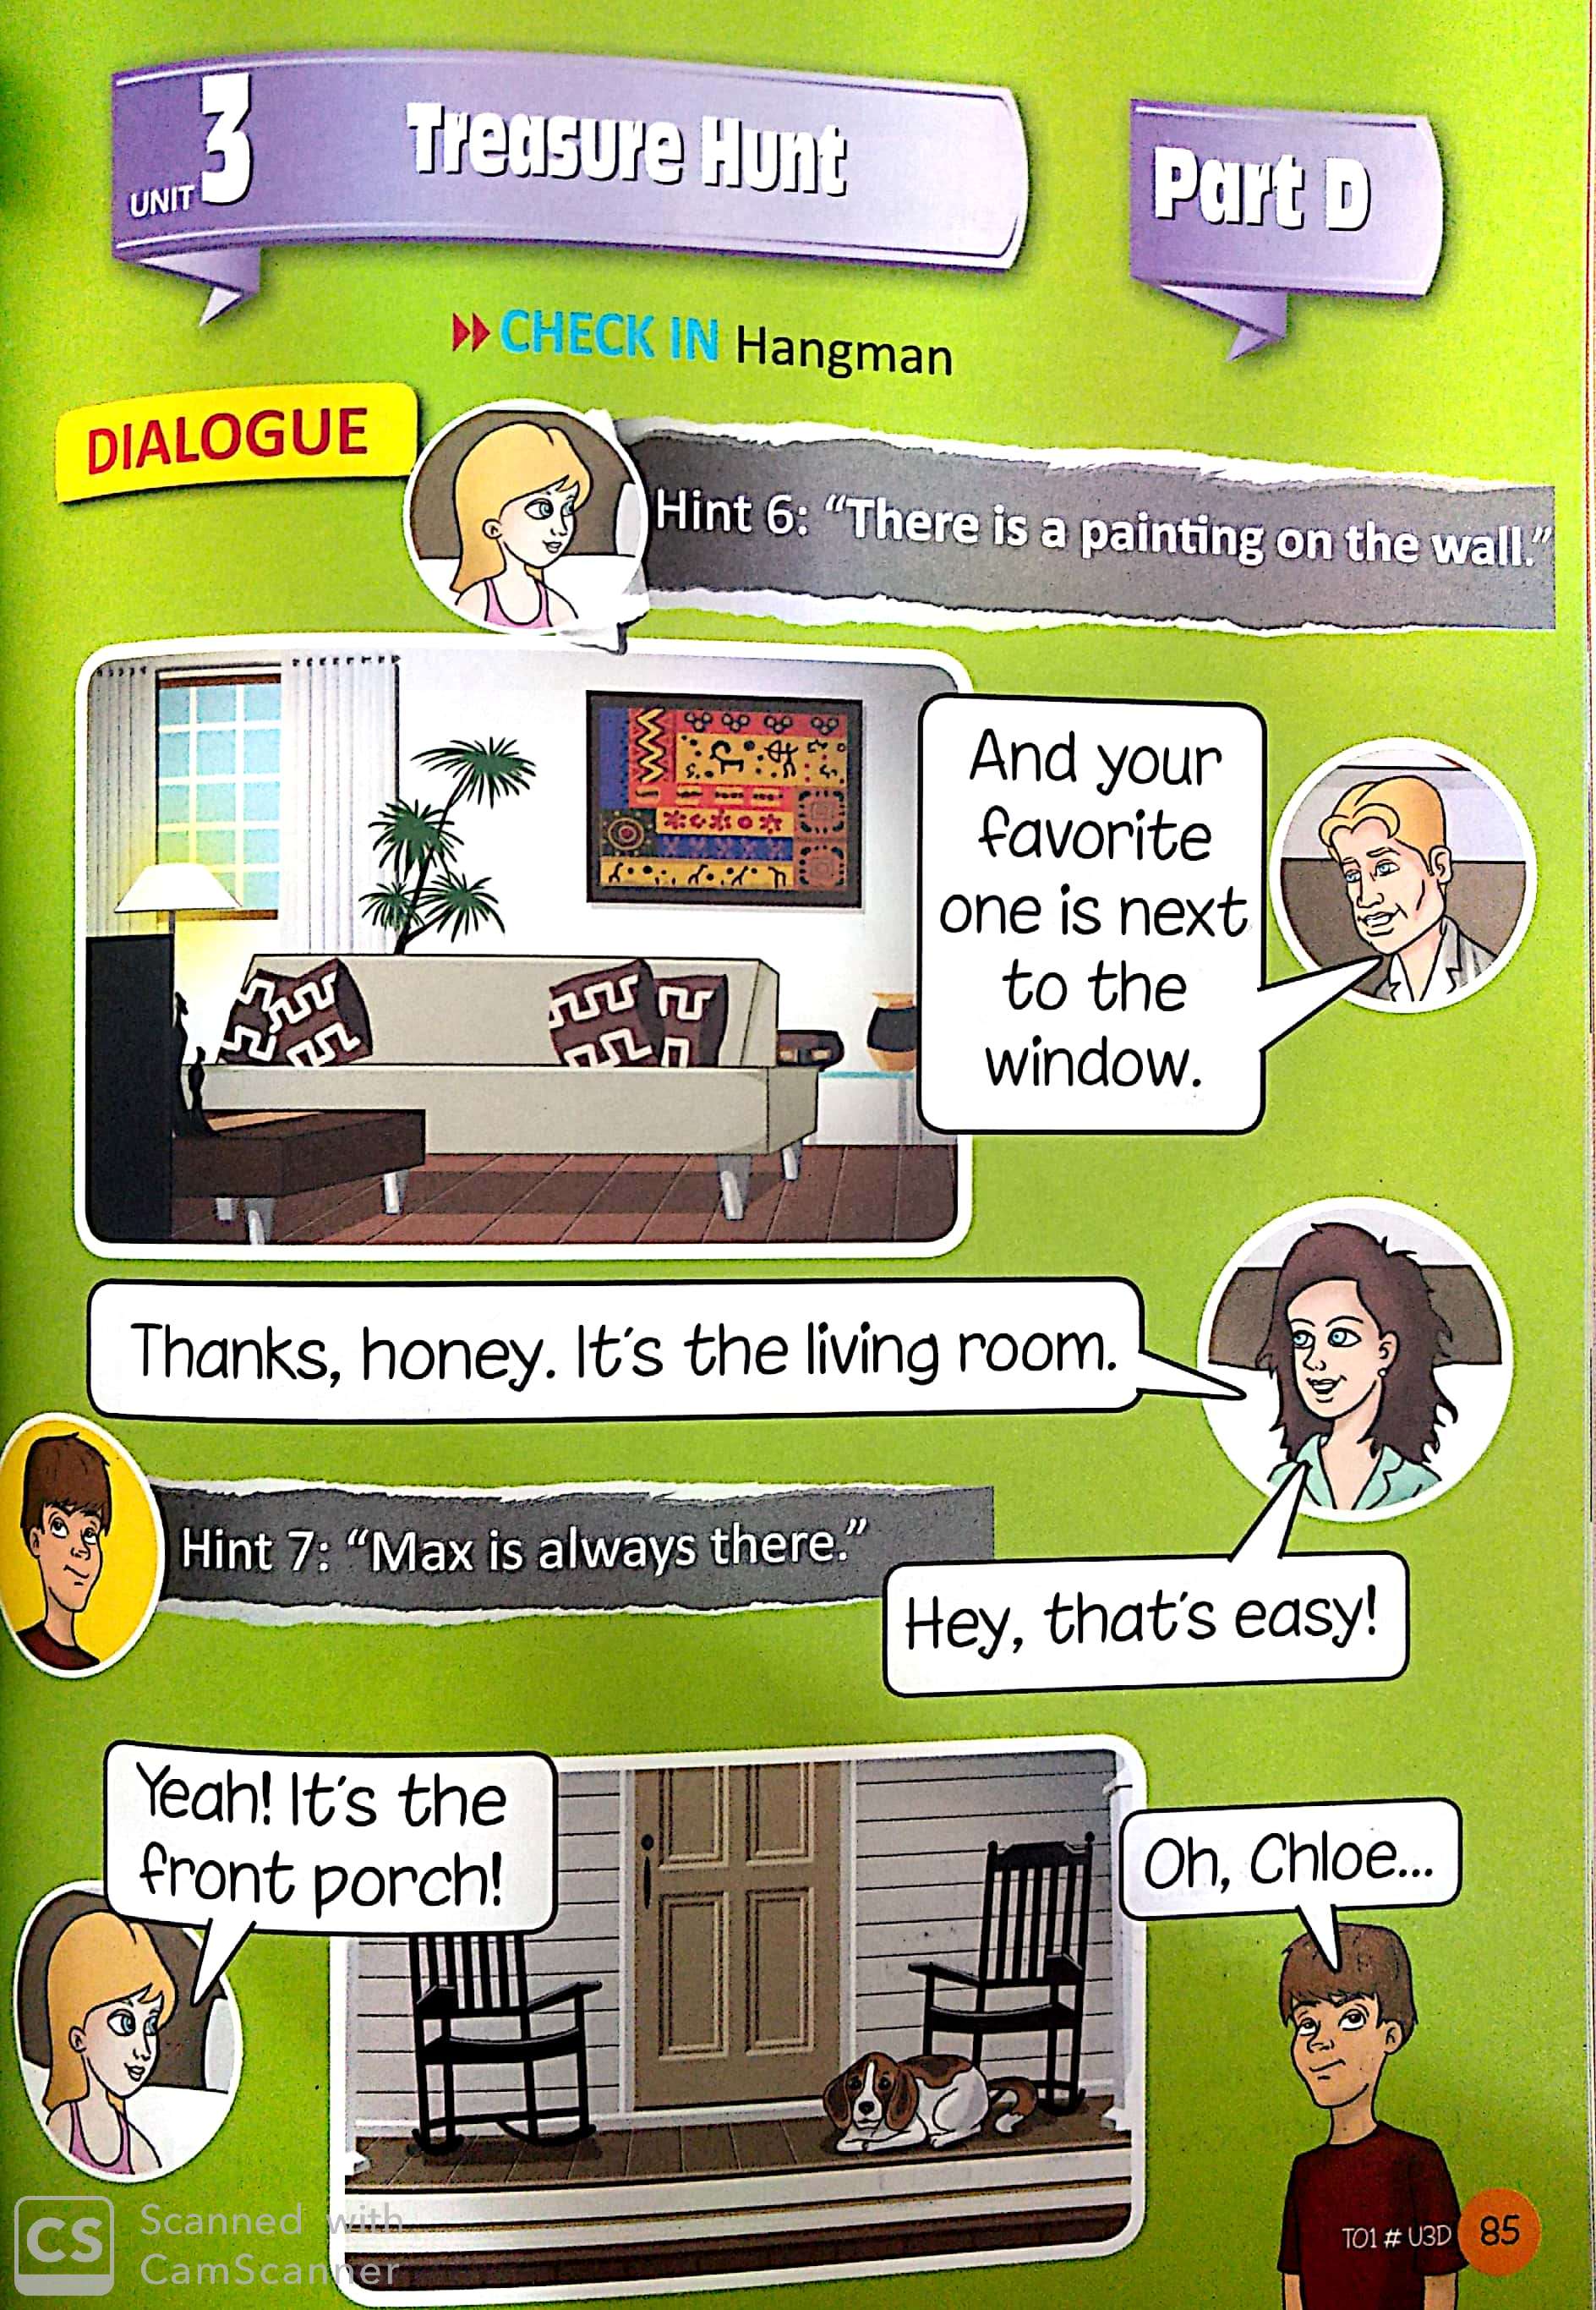 UNIT 3 Treasure Hunt
Part D
CHECK IN Hangman
DIALOGUE
Hint 6: “There is a painting on the wall.”
And your
favorite
one is next
to the
window.
Thanks, honey. It's the living room.
Hint 7: “Max is always there.”
Hey, that's easy!
Yeah! It's the
front porch!
Oh, Chloe...
TO1 # U3D 85
CS Scanned with
CamScanner